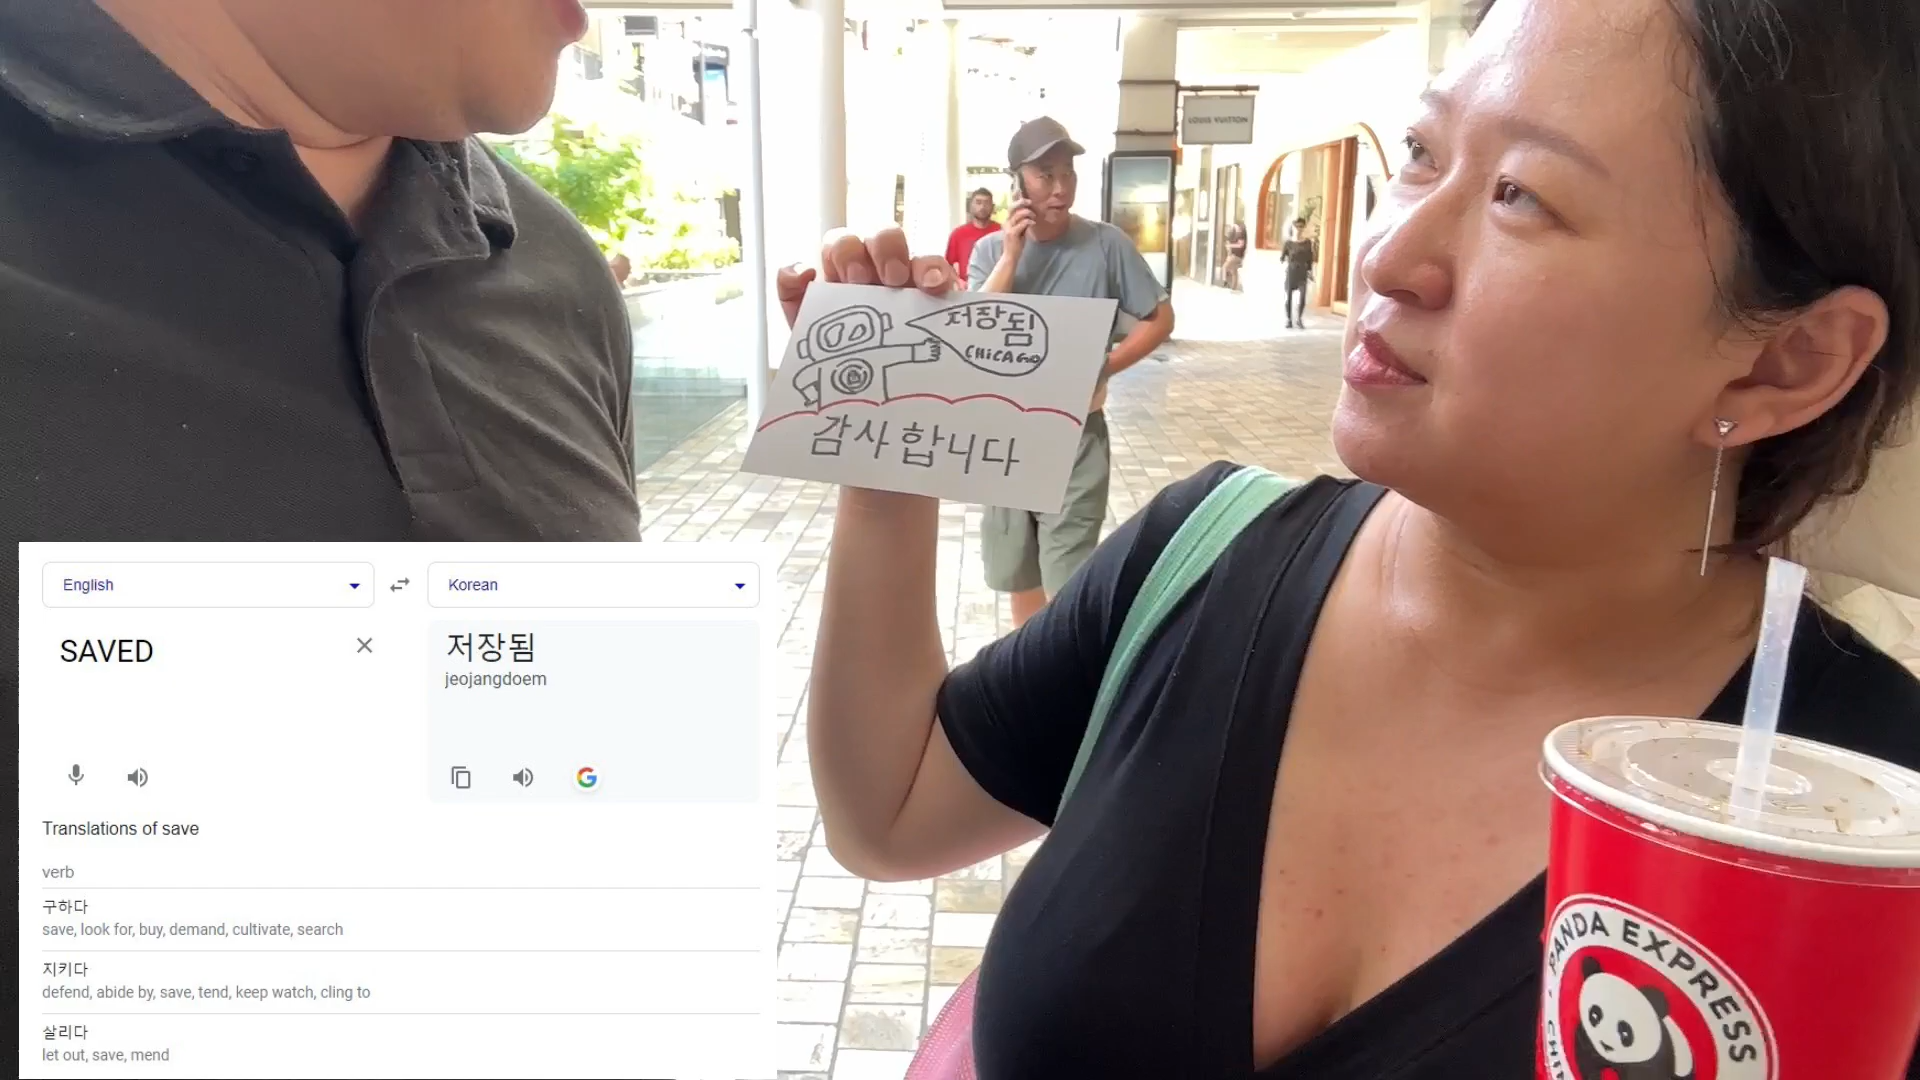 LOUIS VUITTON
저장됨
CHICAGO
감사합니다
English
Korean
SAVED
저장됨
jeojangdoem
Translations of save
verb
구하다
save, look for, buy, demand, cultivate, search
지키다
defend, abide by, save, tend, keep watch, cling to
살리다
let out, save, mend
PANDA EXPRESS